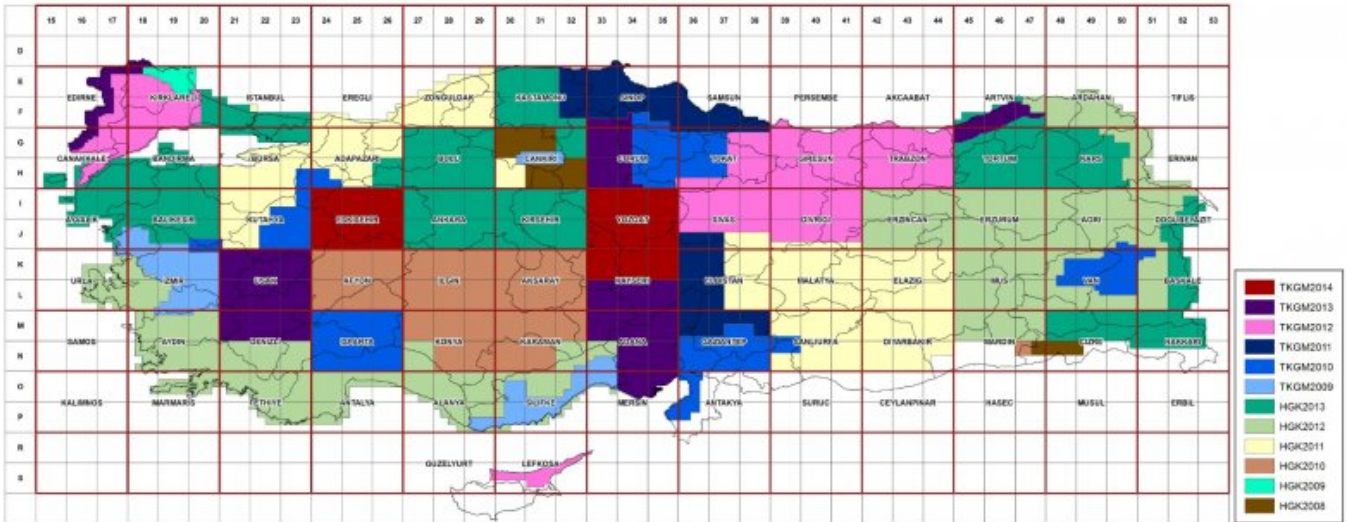 15 16 17 18 19 20 21 22 23 24 25 26 27 28 29 30 31 32 33 34 35 36 37 38 39 40 41 42 43 44 45 46 47 48 49 50 51 52 53
D
E
EDIRNE KIRKLARELI ISTANBUL EREGLI ZONGULDAK KASTAMONU SINOP SAMSUN PERSEMBE AKCAABAT ARTVIN ARDAHAN TIFLIS
F
G
CANAKKALE BANDIRMA BURSA ADAPAZARI BOLU CANKIRI CORUM TOKAT GIRESUN TRABZON TORTUM KARS ERIVAN
H
I
AYVALIK BALIKESIR KUTAHYA ESKISEHIR ANKARA KIRSEHIR YOZGAT SIVAS DIVRIGI ERZINCAN ERZURUM AGRI DOGUBEYAZIT
J
K
URLA IZMIR USAK AFYON ILGIN AKSARAY KAYSERI ELBISTAN MALATYA ELAZIG MUS VAN BASKALE
L
M
SAMOS AYDIN DENIZLI ISPARTA KONYA KARAMAN ADANA GAZIANTEP SANLIURFA DIYARBAKIR MARDIN CIZRE HAKKARI
N
O
KALIMNOS MARMARIS FETHIYE ANTALYA ALANYA SILIFKE MERSIN ANTAKYA SURUC CEYLANPINAR HASEC MUSUL ERBIL
P
R
GUZELYURT LEFKOSA
S
TKGM2014
TKGM2013
TKGM2012
TKGM2011
TKGM2010
TKGM2009
HGK2013
HGK2012
HGK2011
HGK2010
HGK2009
HGK2008